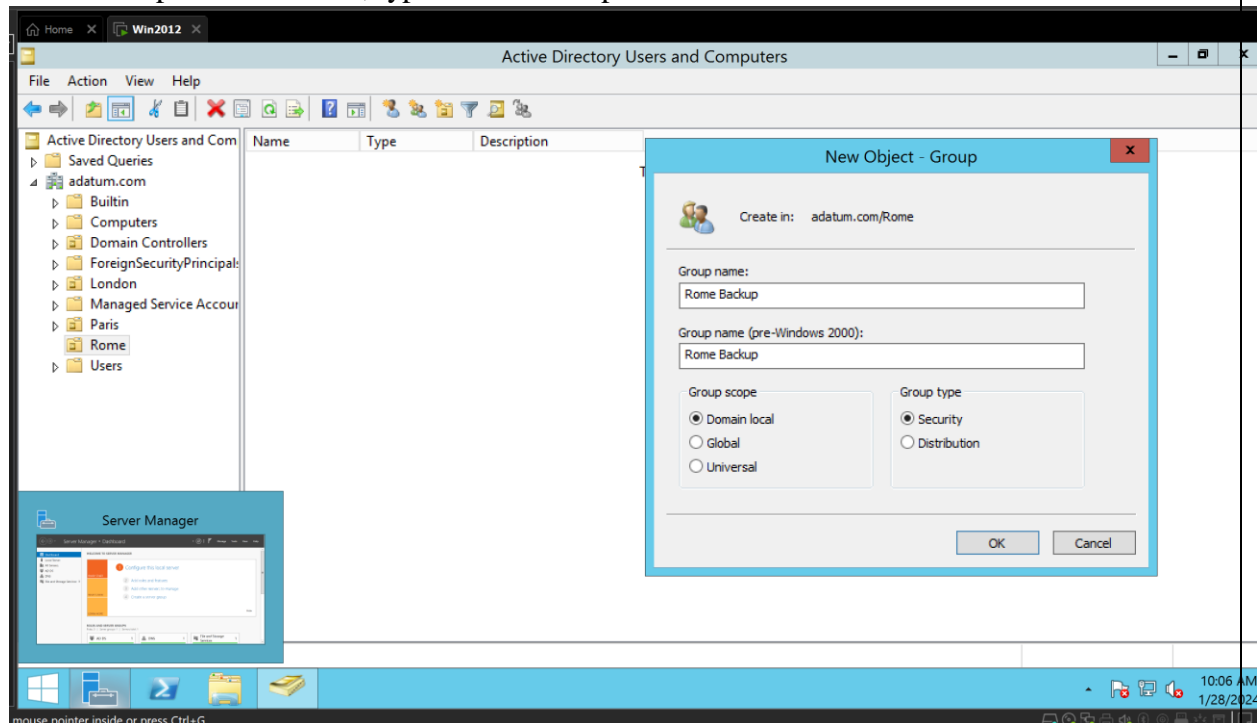 Home
Win2012
Active Directory Users and Computers
File Action View Help
Active Directory Users and Com
Name Type Description
Saved Queries
adatum.com
Builtin
Computers
Domain Controllers
ForeignSecurityPrincipals
London
Managed Service Accour
Paris
Rome
Users
New Object - Group
Create in: adatum.com/Rome
Group name:
Rome Backup
Group name (pre-Windows 2000):
Rome Backup
Group scope
Domain local
Global
Universal
Group type
Security
Distribution
OK Cancel
Server Manager
Configure this local server
10:06 AM
1/28/2024
mouse pointer inside or press Ctrl+G